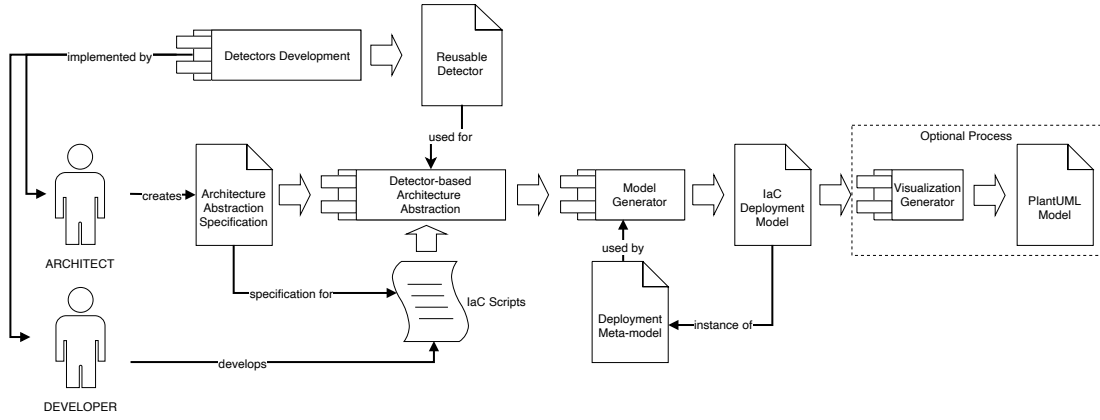 implemented by
Detectors Development
Reusable
Detector
used for
Optional Process
creates
Architecture
Abstraction
Specification
Detector-based
Architecture
Abstraction
Model
Generator
IaC
Deployment
Model
Visualization
Generator
PlantUML
Model
ARCHITECT
used by
specification for
IaC Scripts
Deployment
Meta-model
instance of
develops
DEVELOPER